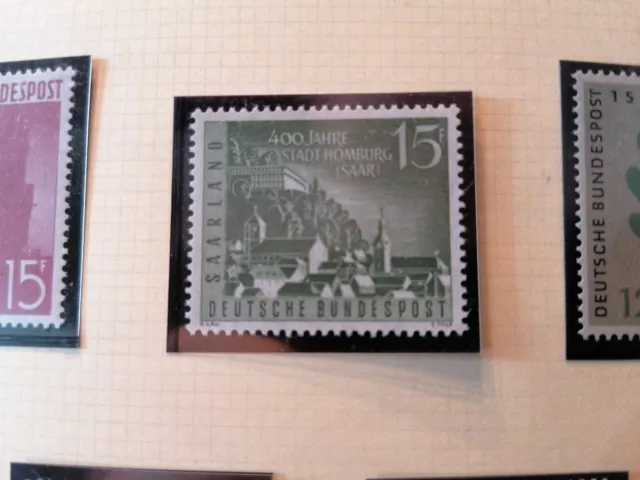 DESPOST
15F
400 JAHRE
STADT HOMBURG
(SAAR)
15F
SAARLAND
DEUTSCHE BUNDESPOST
15
DEUTSCHE BUNDESPOST
12